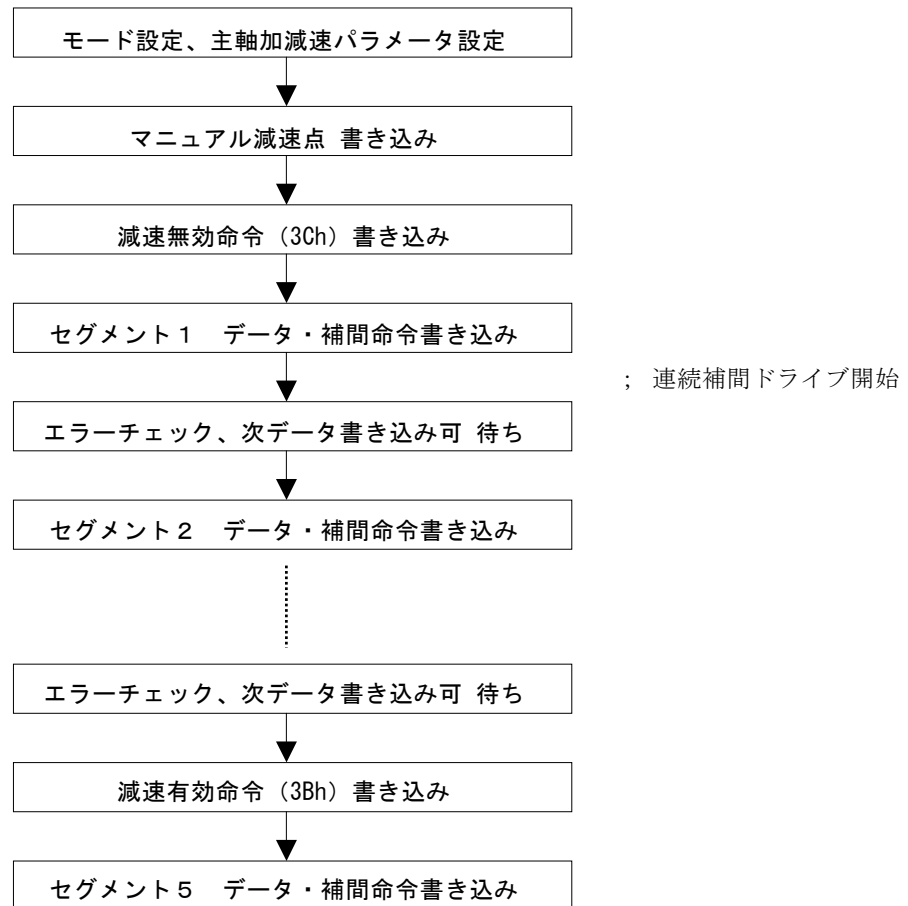 モード設定、主軸加減速パラメータ設定
マニュアル減速点 書き込み
減速無効命令（3Ch）書き込み
セグメント１　データ・補間命令書き込み
； 連続補間ドライブ開始
エラーチェック、次データ書き込み可 待ち
セグメント２　データ・補間命令書き込み
エラーチェック、次データ書き込み可 待ち
減速有効命令（3Bh）書き込み
セグメント５　データ・補間命令書き込み